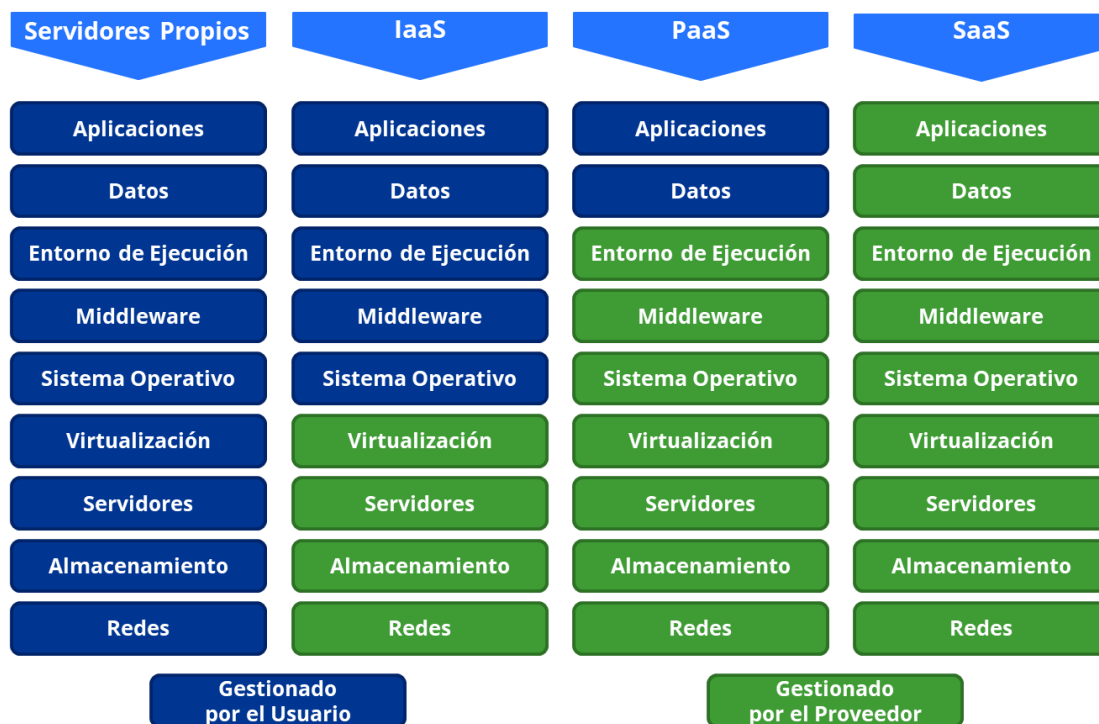 Servidores Propios
IaaS
PaaS
SaaS
Aplicaciones
Aplicaciones
Aplicaciones
Aplicaciones
Datos
Datos
Datos
Datos
Entorno de Ejecución
Entorno de Ejecución
Entorno de Ejecución
Entorno de Ejecución
Middleware
Middleware
Middleware
Middleware
Sistema Operativo
Sistema Operativo
Sistema Operativo
Sistema Operativo
Virtualización
Virtualización
Virtualización
Virtualización
Servidores
Servidores
Servidores
Servidores
Almacenamiento
Almacenamiento
Almacenamiento
Almacenamiento
Redes
Redes
Redes
Redes
Gestionado
por el Usuario
Gestionado
por el Proveedor